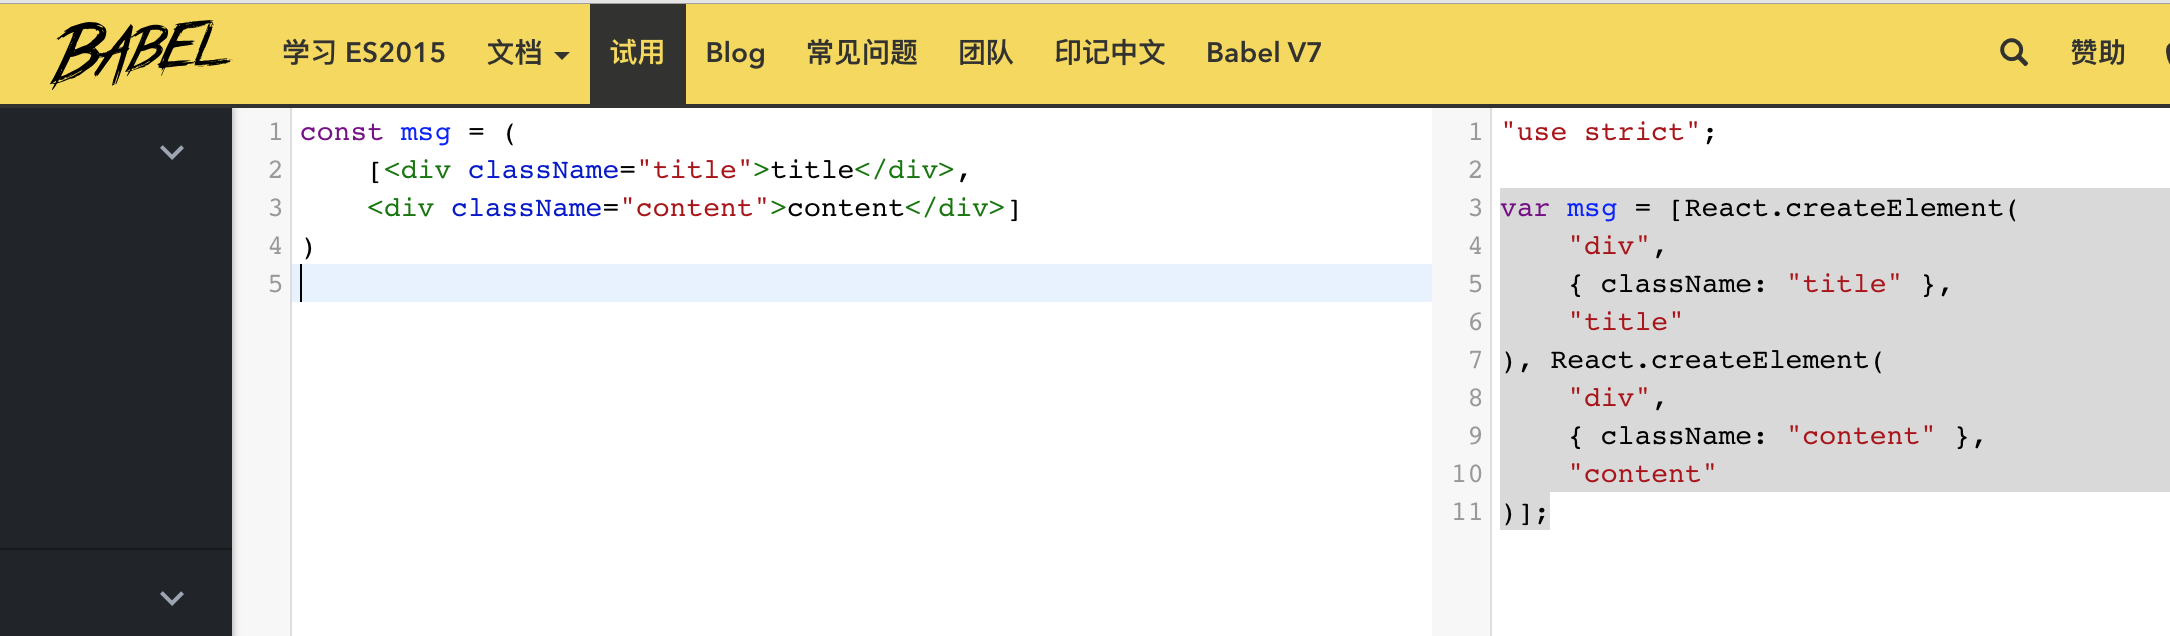 BABEL 学习 ES2015 文档 试用 Blog 常见问题 团队 印记中文 Babel V7 赞助
1 const msg = (
2     [<div className="title">title</div>,
3     <div className="content">content</div>]
4 )
5
1 "use strict";
2
3 var msg = [React.createElement(
4     "div",
5     { className: "title" },
6     "title"
7 ), React.createElement(
8     "div",
9     { className: "content" },
10     "content"
11 )];